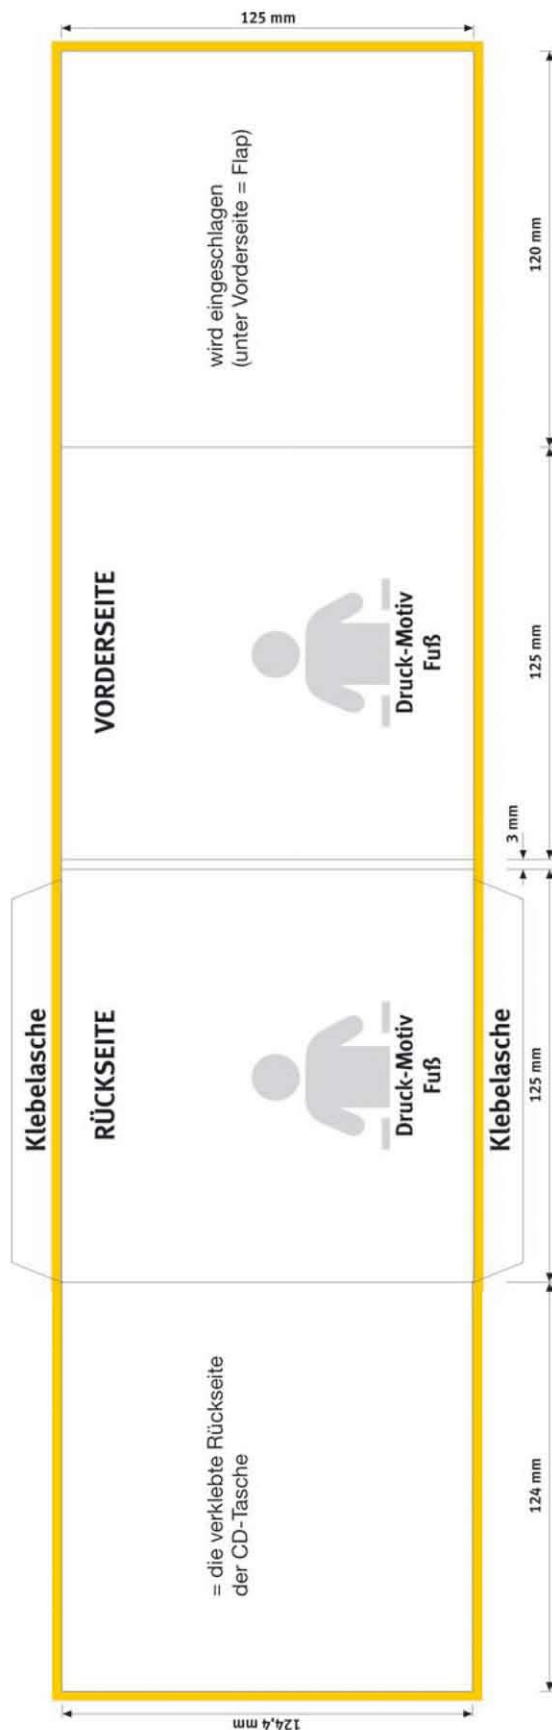 Klebelasche
= die verklebte Rückseite
der CD-Tasche
RÜCKSEITE
Druck-Motiv
Fuß
VORDERSEITE
Druck-Motiv
Fuß
wird eingeschlagen
(unter Vorderseite = Flap)
Klebelasche
124,4 mm
125 mm
124 mm
125 mm
3 mm
125 mm
120 mm